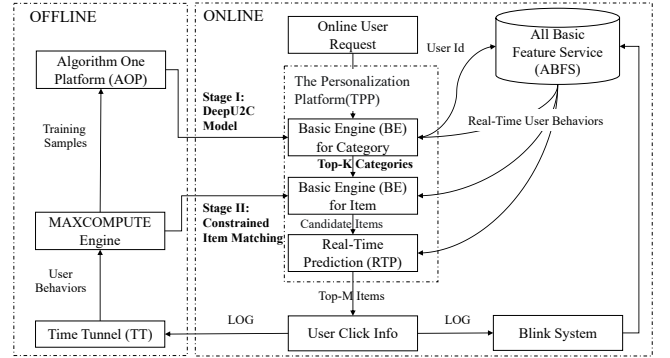 OFFLINE
ONLINE
Algorithm One
Platform (AOP)
Training
Samples
MAXCOMPUTE
Engine
User
Behaviors
Time Tunnel (TT)
Stage I:
DeepU2C
Model
Stage II:
Constrained
Item Matching
LOG
Online User
Request
The Personalization
Platform(TPP)
Basic Engine (BE)
for Category
Top-K Categories
Basic Engine (BE)
for Item
Candidate Items
Real-Time
Prediction (RTP)
Top-M Items
User Click Info
User Id
All Basic
Feature Service
(ABFS)
Real-Time User Behaviors
LOG
Blink System